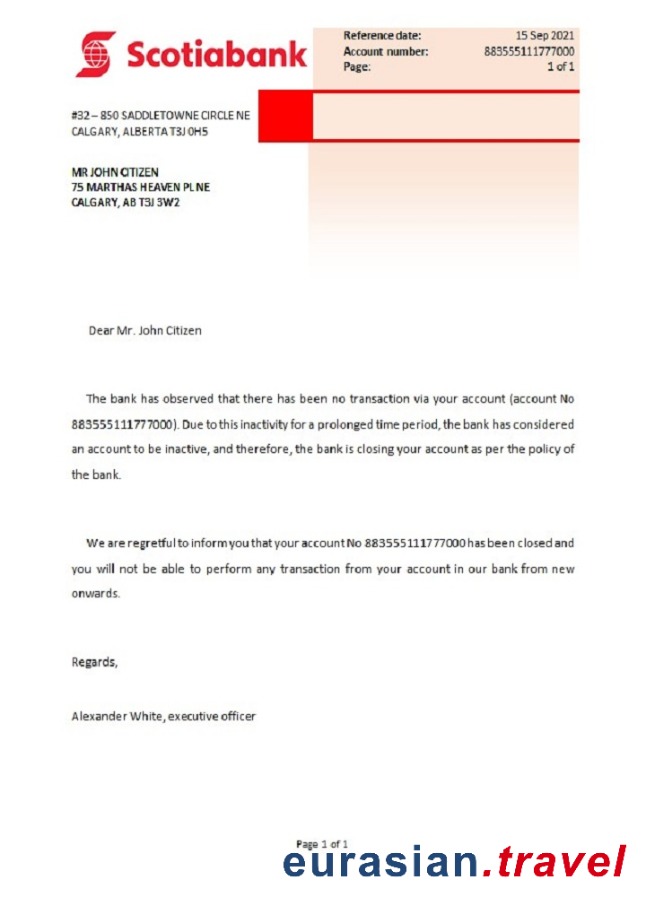 Scotiabank
Reference date: 15 Sep 2021
Account number: 883555111777000
Page: 1 of 1
#32 – 850 SADDLETOWNE CIRCLE NE
CALGARY, ALBERTA T3J 0H5
MR JOHN CITIZEN
75 MARTHAS HEAVEN PL NE
CALGARY, AB T3J 3W2
Dear Mr. John Citizen
The bank has observed that there has been no transaction via your account (account No
883555111777000). Due to this inactivity for a prolonged time period, the bank has considered
an account to be inactive, and therefore, the bank is closing your account as per the policy of
the bank.
We are regretful to inform you that your account No 883555111777000 has been closed and
you will not be able to perform any transaction from your account in our bank from new
onwards.
Regards,
Alexander White, executive officer
Page 1 of 1
eurasian.travel